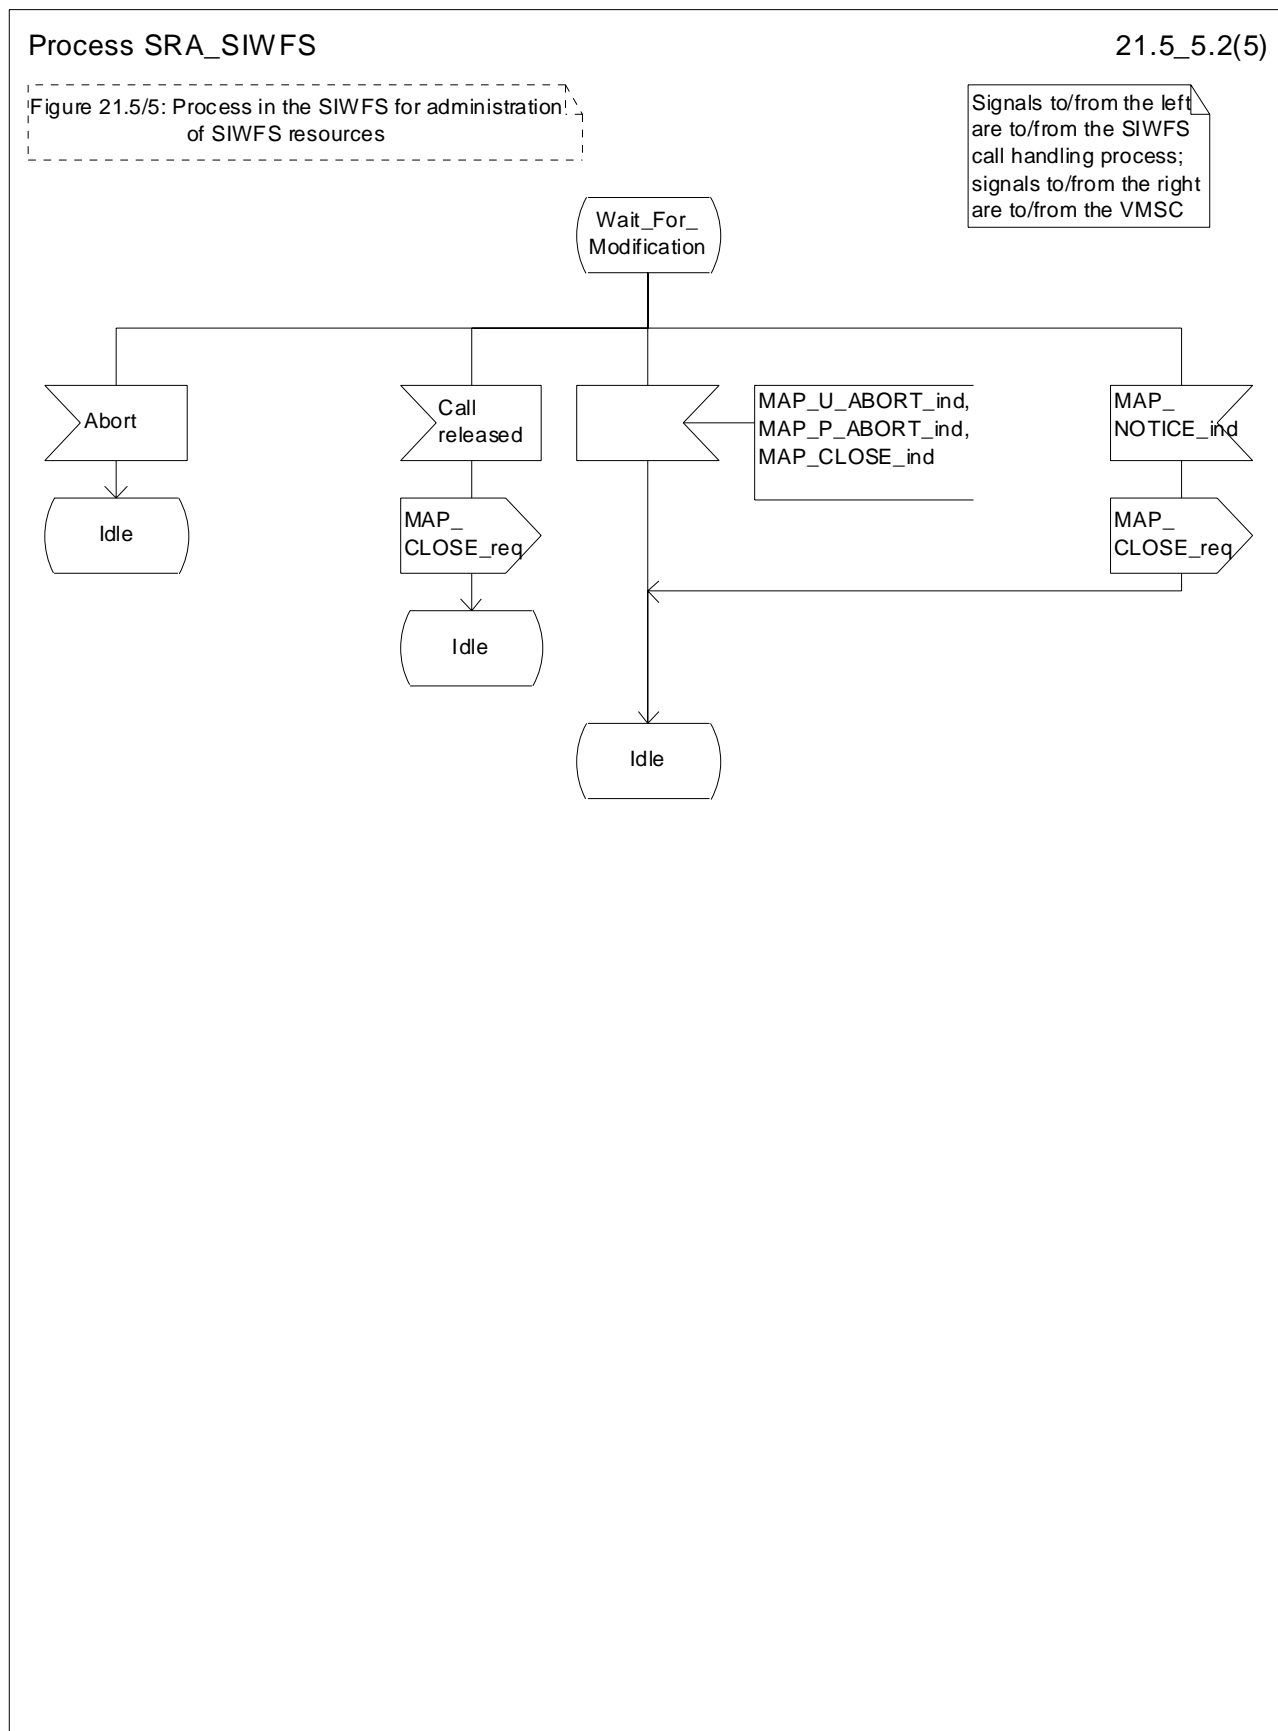 Process SRA_SIWFS
21.5_5.2(5)
Figure 21.5/5: Process in the SIWFS for administration
of SIWFS resources
Signals to/from the left
are to/from the SIWFS
call handling process;
signals to/from the right
are to/from the VMSC
Wait_For_
Modification
Abort
Call
released
MAP_U_ABORT_ind,
MAP_P_ABORT_ind,
MAP_CLOSE_ind
MAP_
NOTICE_ind
Idle
MAP_
CLOSE_req
MAP_
CLOSE_req
Idle
Idle